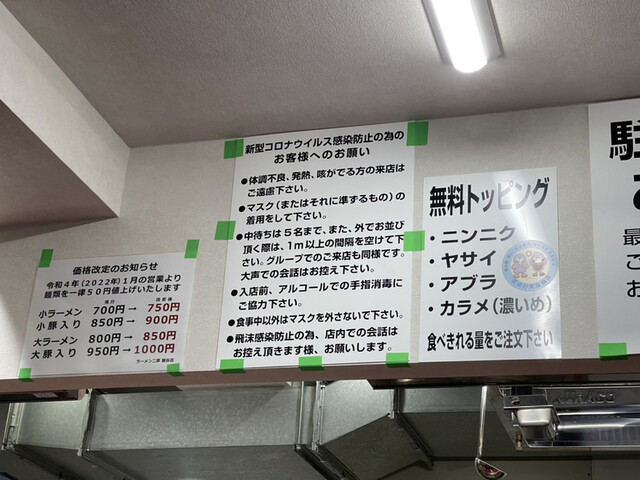 価格改定のお知らせ
令和4年(2022年)1月の営業より
麺類を一律50円値上げいたします
小ラーメン 700円→ 750円
小豚入り 850円→ 900円
大ラーメン 800円→ 850円
大豚入り 950円→ 1000円
新型コロナウイルス感染防止の為の
お客様へのお願い
●体調不良、発熱、咳がでる方の来店は
ご遠慮下さい。
●マスク(またはそれに準するもの)の
着用をして下さい。
●中待ちは5名まで、また、外でお並び
頂く際は、1m以上の間隔を空けて下
さい。グループでのご来店も同様です。
大声での会話はお控え下さい。
●入店前、アルコールでの手指消毒に
ご協力下さい。
●食事中以外はマスクを外さないで下さい。
●飛沫感染防止の為、店内での会話は
お控え頂きます様、お願いします。
無料トッピング
・ニンニク
・ヤサイ
・アブラ
・カラメ(濃いめ)
食べきれる量をご注文下さい
駐